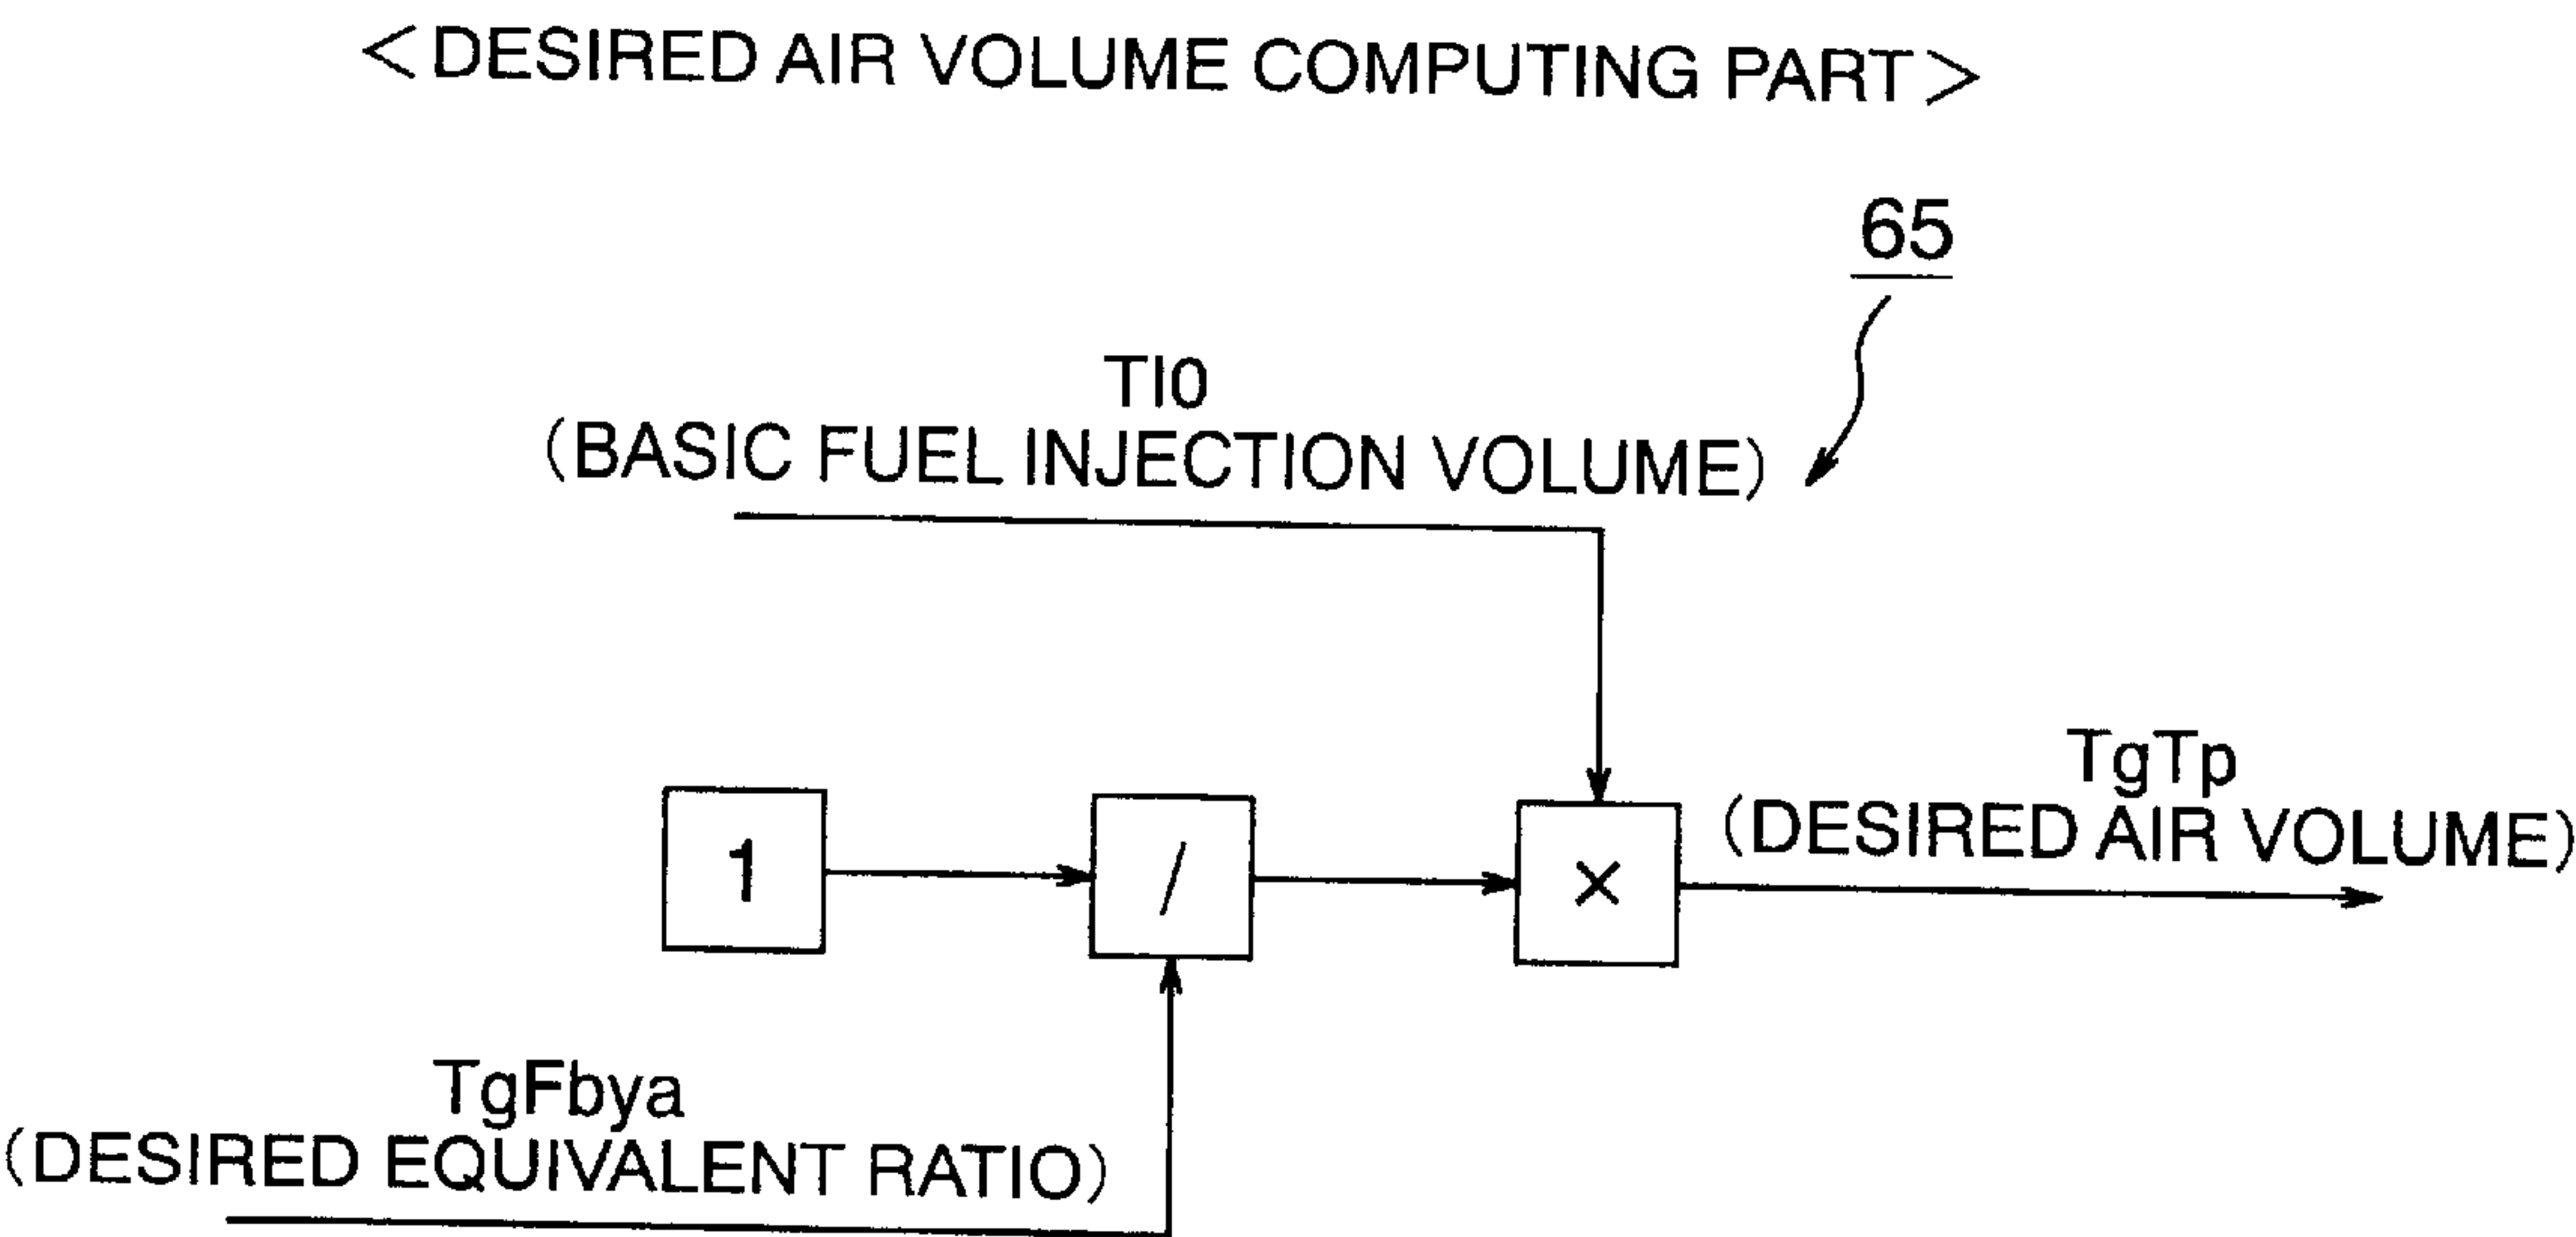 <DESIRED AIR VOLUME COMPUTING PART>
65
TI0
(BASIC FUEL INJECTION VOLUME)
TgTp
(DESIRED AIR VOLUME)
1
/
×
TgFbya
(DESIRED EQUIVALENT RATIO)